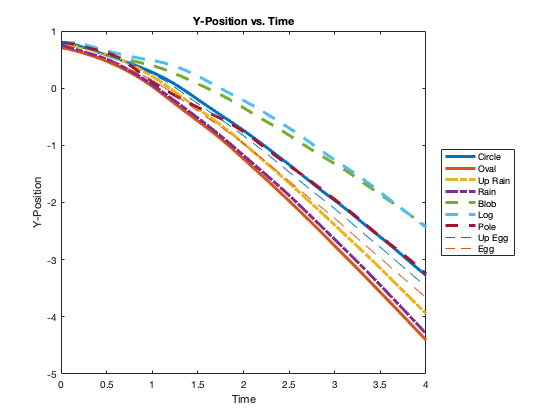 Y-Position vs. Time
1
0
-1
-2
-3
-4
-5
Y-Position
0
0.5
1
1.5
2
2.5
3
3.5
4
Time
Circle
Oval
Up Rain
Rain
Blob
Log
Pole
Up Egg
Egg